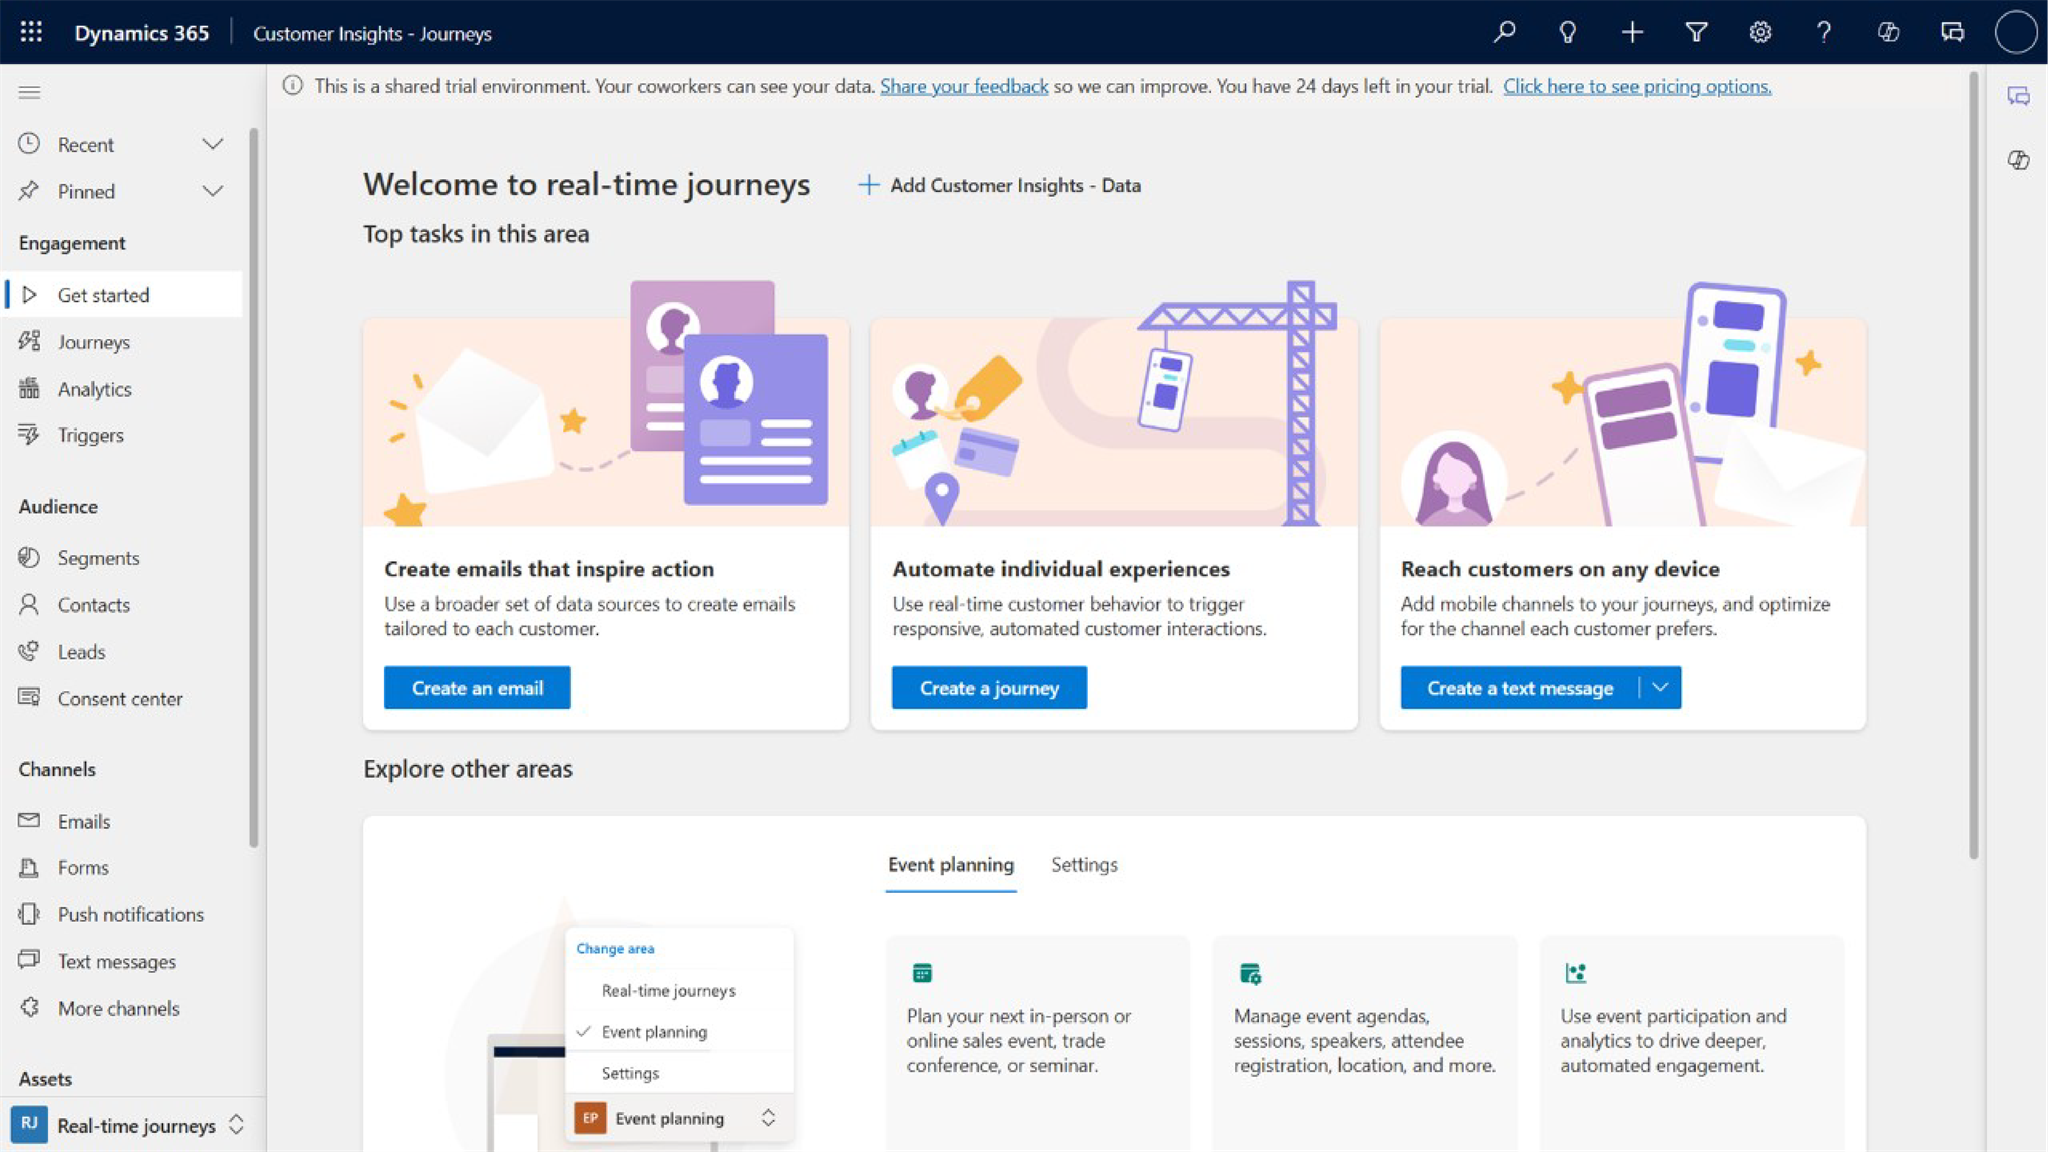 Dynamics 365
Customer Insights - Journeys
This is a shared trial environment. Your coworkers can see your data. Share your feedback so we can improve. You have 24 days left in your trial. Click here to see pricing options.
Recent
Pinned
Engagement
Get started
Journeys
Analytics
Triggers
Audience
Segments
Contacts
Leads
Consent center
Channels
Emails
Forms
Push notifications
Text messages
More channels
Assets
RJ Real-time journeys
Welcome to real-time journeys
Add Customer Insights - Data
Top tasks in this area
Create emails that inspire action
Use a broader set of data sources to create emails
tailored to each customer.
Create an email
Automate individual experiences
Use real-time customer behavior to trigger
responsive, automated customer interactions.
Create a journey
Reach customers on any device
Add mobile channels to your journeys, and optimize
for the channel each customer prefers.
Create a text message
Explore other areas
Change area
Real-time journeys
Event planning
Settings
EP Event planning
Event planning
Settings
Plan your next in-person or
online sales event, trade
conference, or seminar.
Manage event agendas,
sessions, speakers, attendee
registration, location, and more.
Use event participation and
analytics to drive deeper,
automated engagement.